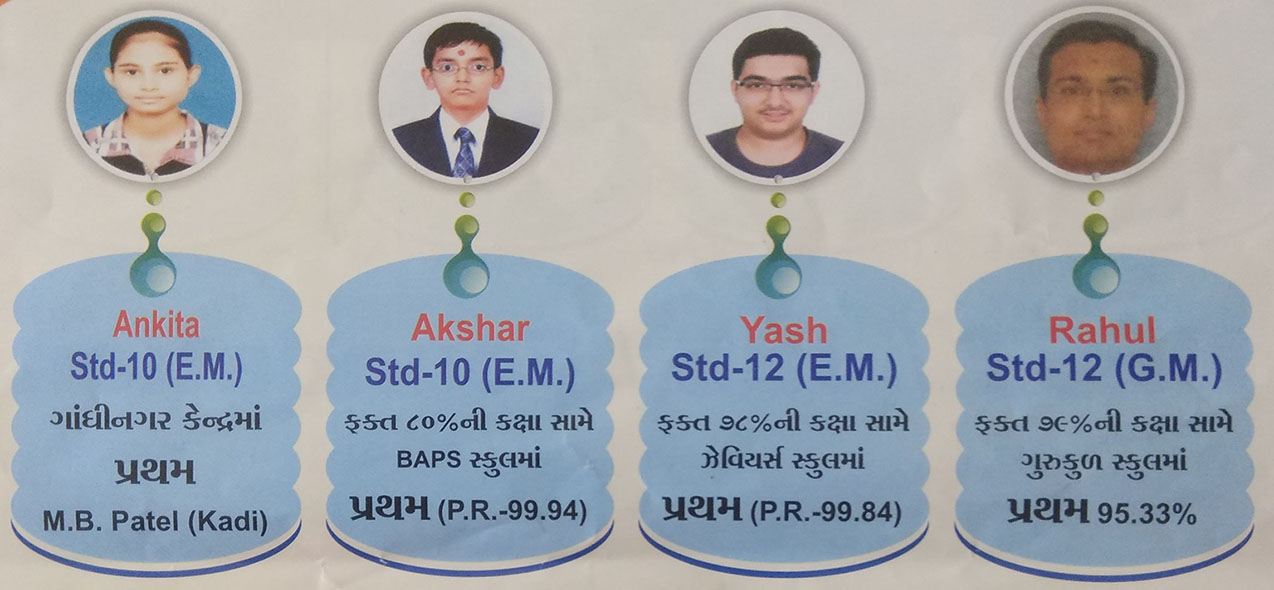 Ankita
Std-10 (E.M.)
ગાંધીનગર કેન્દ્રમાં
પ્રથમ
M.B. Patel (Kadi)
Akshar
Std-10 (E.M.)
ફક્ત ૮૦%ની કક્ષા સામે
BAPS સ્કુલમાં
પ્રથમ (P.R.-99.94)
Yash
Std-12 (E.M.)
ફક્ત ૭૮%ની કક્ષા સામે
ઝેવિયર્સ સ્કુલમાં
પ્રથમ (P.R.-99.84)
Rahul
Std-12 (G.M.)
ફક્ત ૭૯%ની કક્ષા સામે
ગુરુકુળ સ્કુલમાં
પ્રથમ 95.33%